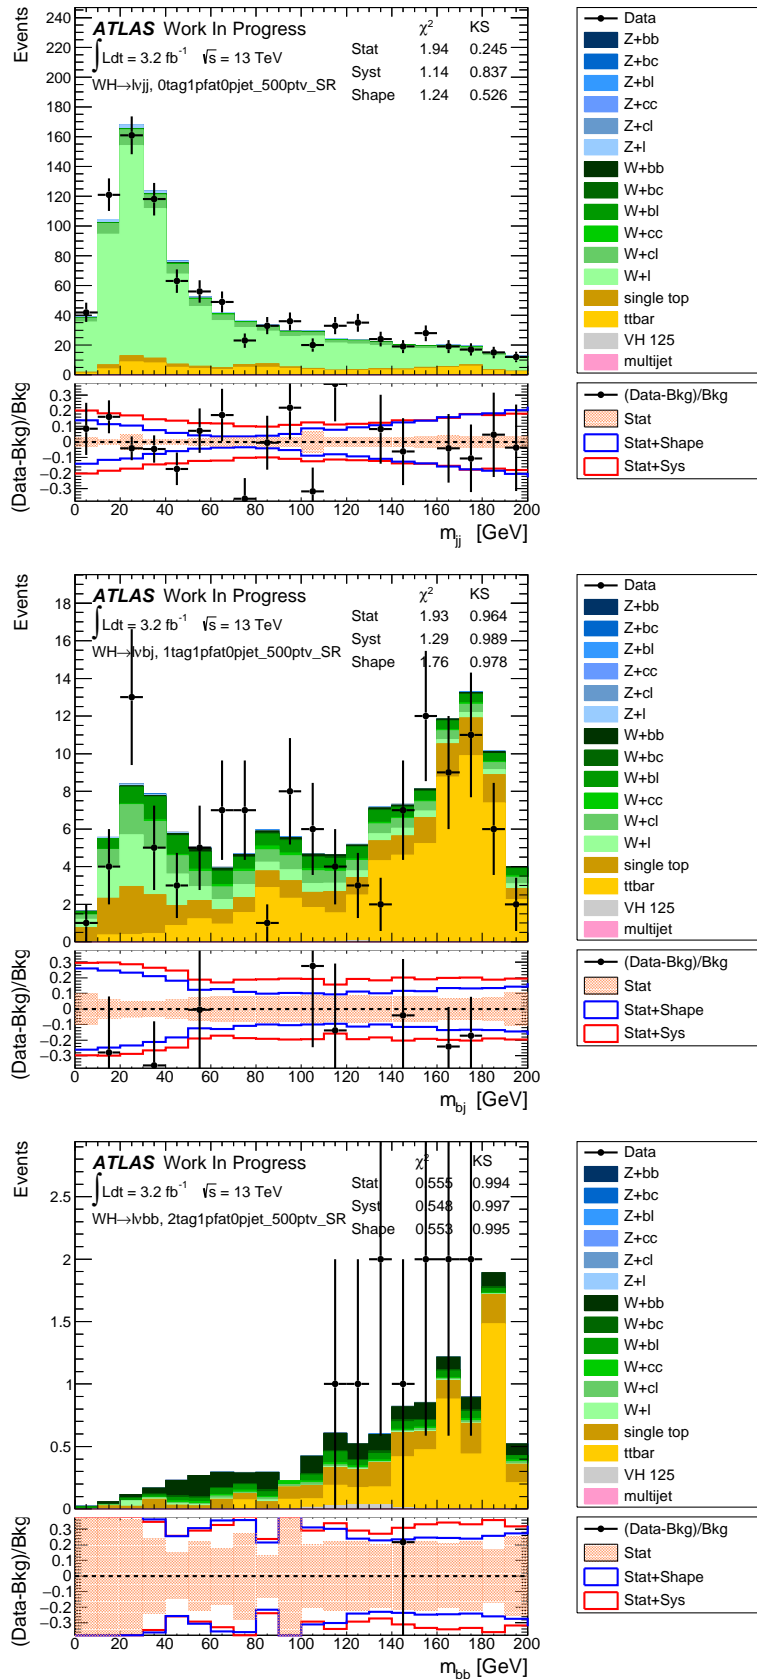 Events
ATLAS Work In Progress
∫Ldt = 3.2 fb⁻¹ √s = 13 TeV
WH→lvjj, 0tag1pfat0pjet_500ptv_SR
χ² KS
Stat 1.94 0.245
Syst 1.14 0.837
Shape 1.24 0.526
240
220
200
180
160
140
120
100
80
60
40
20
0
Data
Z+bb
Z+bc
Z+bl
Z+cc
Z+cl
Z+l
W+bb
W+bc
W+bl
W+cc
W+cl
W+l
single top
ttbar
VH 125
multijet
(Data-Bkg)/Bkg
0.3
0.2
0.1
0
−0.1
−0.2
−0.3
0 20 40 60 80 100 120 140 160 180 200
m_jj [GeV]
(Data-Bkg)/Bkg
Stat
Stat+Shape
Stat+Sys
Events
ATLAS Work In Progress
∫Ldt = 3.2 fb⁻¹ √s = 13 TeV
WH→lvbj, 1tag1pfat0pjet_500ptv_SR
χ² KS
Stat 1.93 0.964
Syst 1.29 0.989
Shape 1.76 0.978
18
16
14
12
10
8
6
4
2
0
Data
Z+bb
Z+bc
Z+bl
Z+cc
Z+cl
Z+l
W+bb
W+bc
W+bl
W+cc
W+cl
W+l
single top
ttbar
VH 125
multijet
(Data-Bkg)/Bkg
0.3
0.2
0.1
0
−0.1
−0.2
−0.3
0 20 40 60 80 100 120 140 160 180 200
m_bj [GeV]
(Data-Bkg)/Bkg
Stat
Stat+Shape
Stat+Sys
Events
ATLAS Work In Progress
∫Ldt = 3.2 fb⁻¹ √s = 13 TeV
WH→lvbb, 2tag1pfat0pjet_500ptv_SR
χ² KS
Stat 0.555 0.994
Syst 0.548 0.997
Shape 0.553 0.995
2.5
2
1.5
1
0.5
0
Data
Z+bb
Z+bc
Z+bl
Z+cc
Z+cl
Z+l
W+bb
W+bc
W+bl
W+cc
W+cl
W+l
single top
ttbar
VH 125
multijet
(Data-Bkg)/Bkg
0.3
0.2
0.1
0
−0.1
−0.2
−0.3
0 20 40 60 80 100 120 140 160 180 200
m_bb [GeV]
(Data-Bkg)/Bkg
Stat
Stat+Shape
Stat+Sys